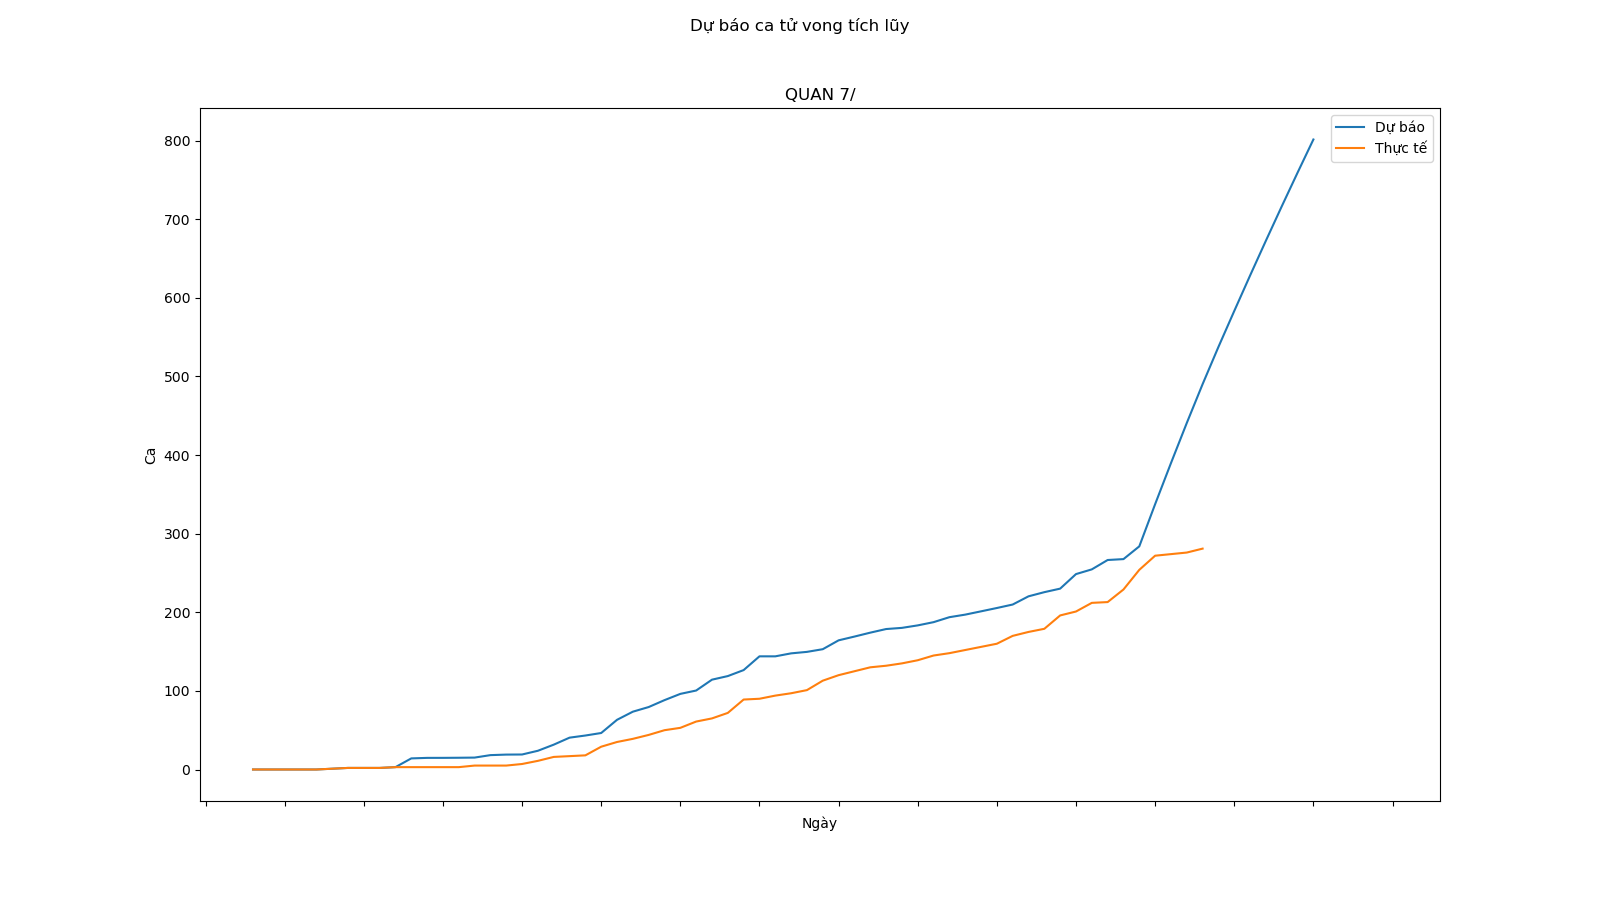 Dự báo ca tử vong tích lũy
QUAN 7/
Dự báo
Thực tế
800
700
600
500
400
300
200
100
0
Ca
Ngày